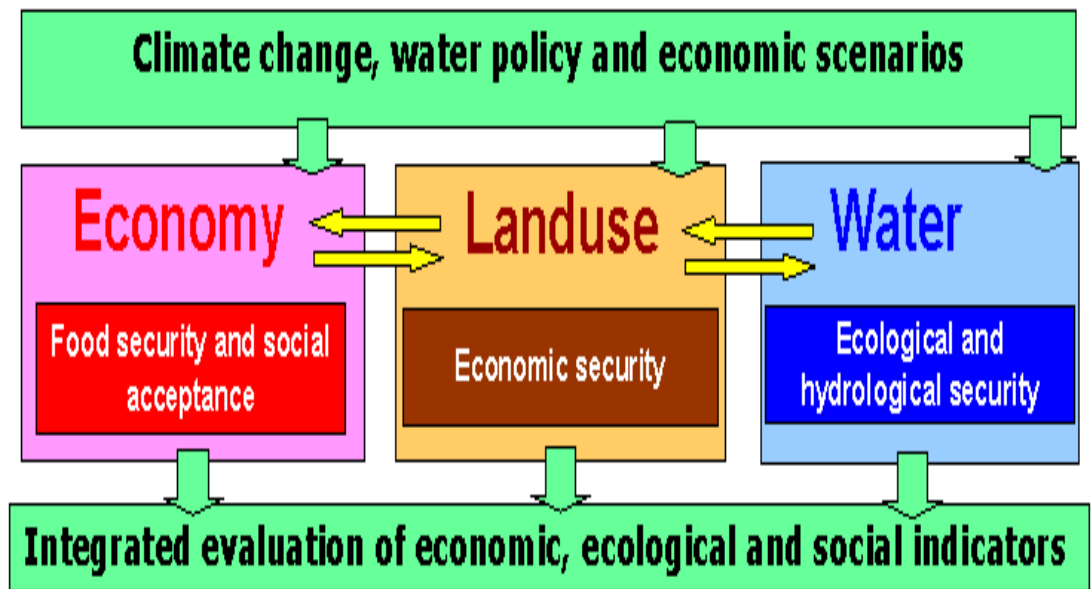 Climate change, water policy and economic scenarios
Economy
Landuse
Water
Food security and social
acceptance
Economic security
Ecological and
hydrological security
Integrated evaluation of economic, ecological and social indicators